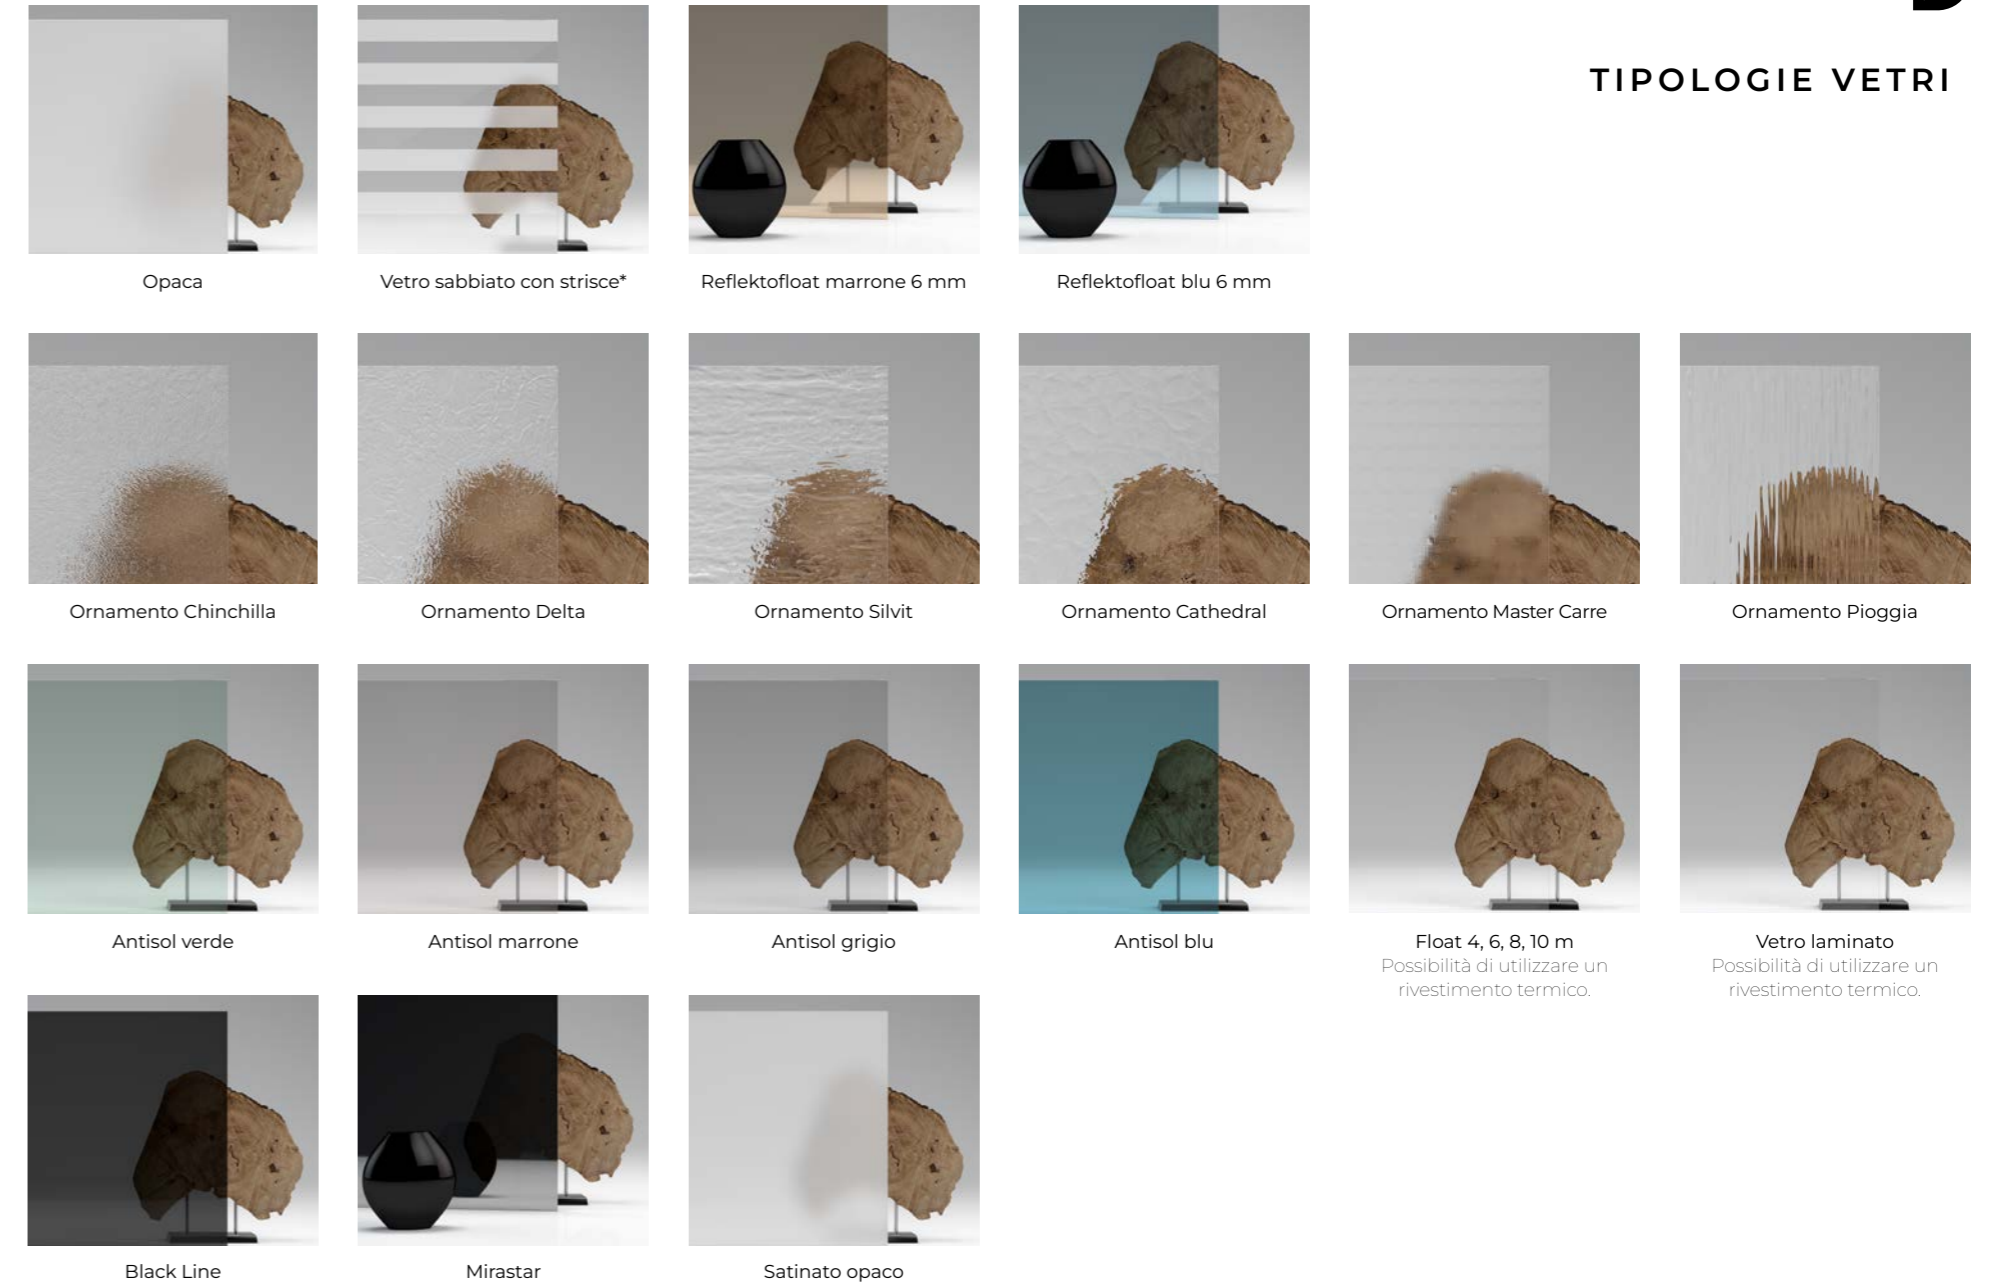 TIPOLOGIE VETRI
Opaca
Vetro sabbiato con strisce*
Reflektofloat marrone 6 mm
Reflektofloat blu 6 mm
Ornamento Chinchilla
Ornamento Delta
Ornamento Silvit
Ornamento Cathedral
Ornamento Master Carre
Ornamento Pioggia
Antisol verde
Antisol marrone
Antisol grigio
Antisol blu
Float 4, 6, 8, 10 m
Possibilità di utilizzare un
rivestimento termico.
Vetro laminato
Possibilità di utilizzare un
rivestimento termico.
Black Line
Mirastar
Satinato opaco